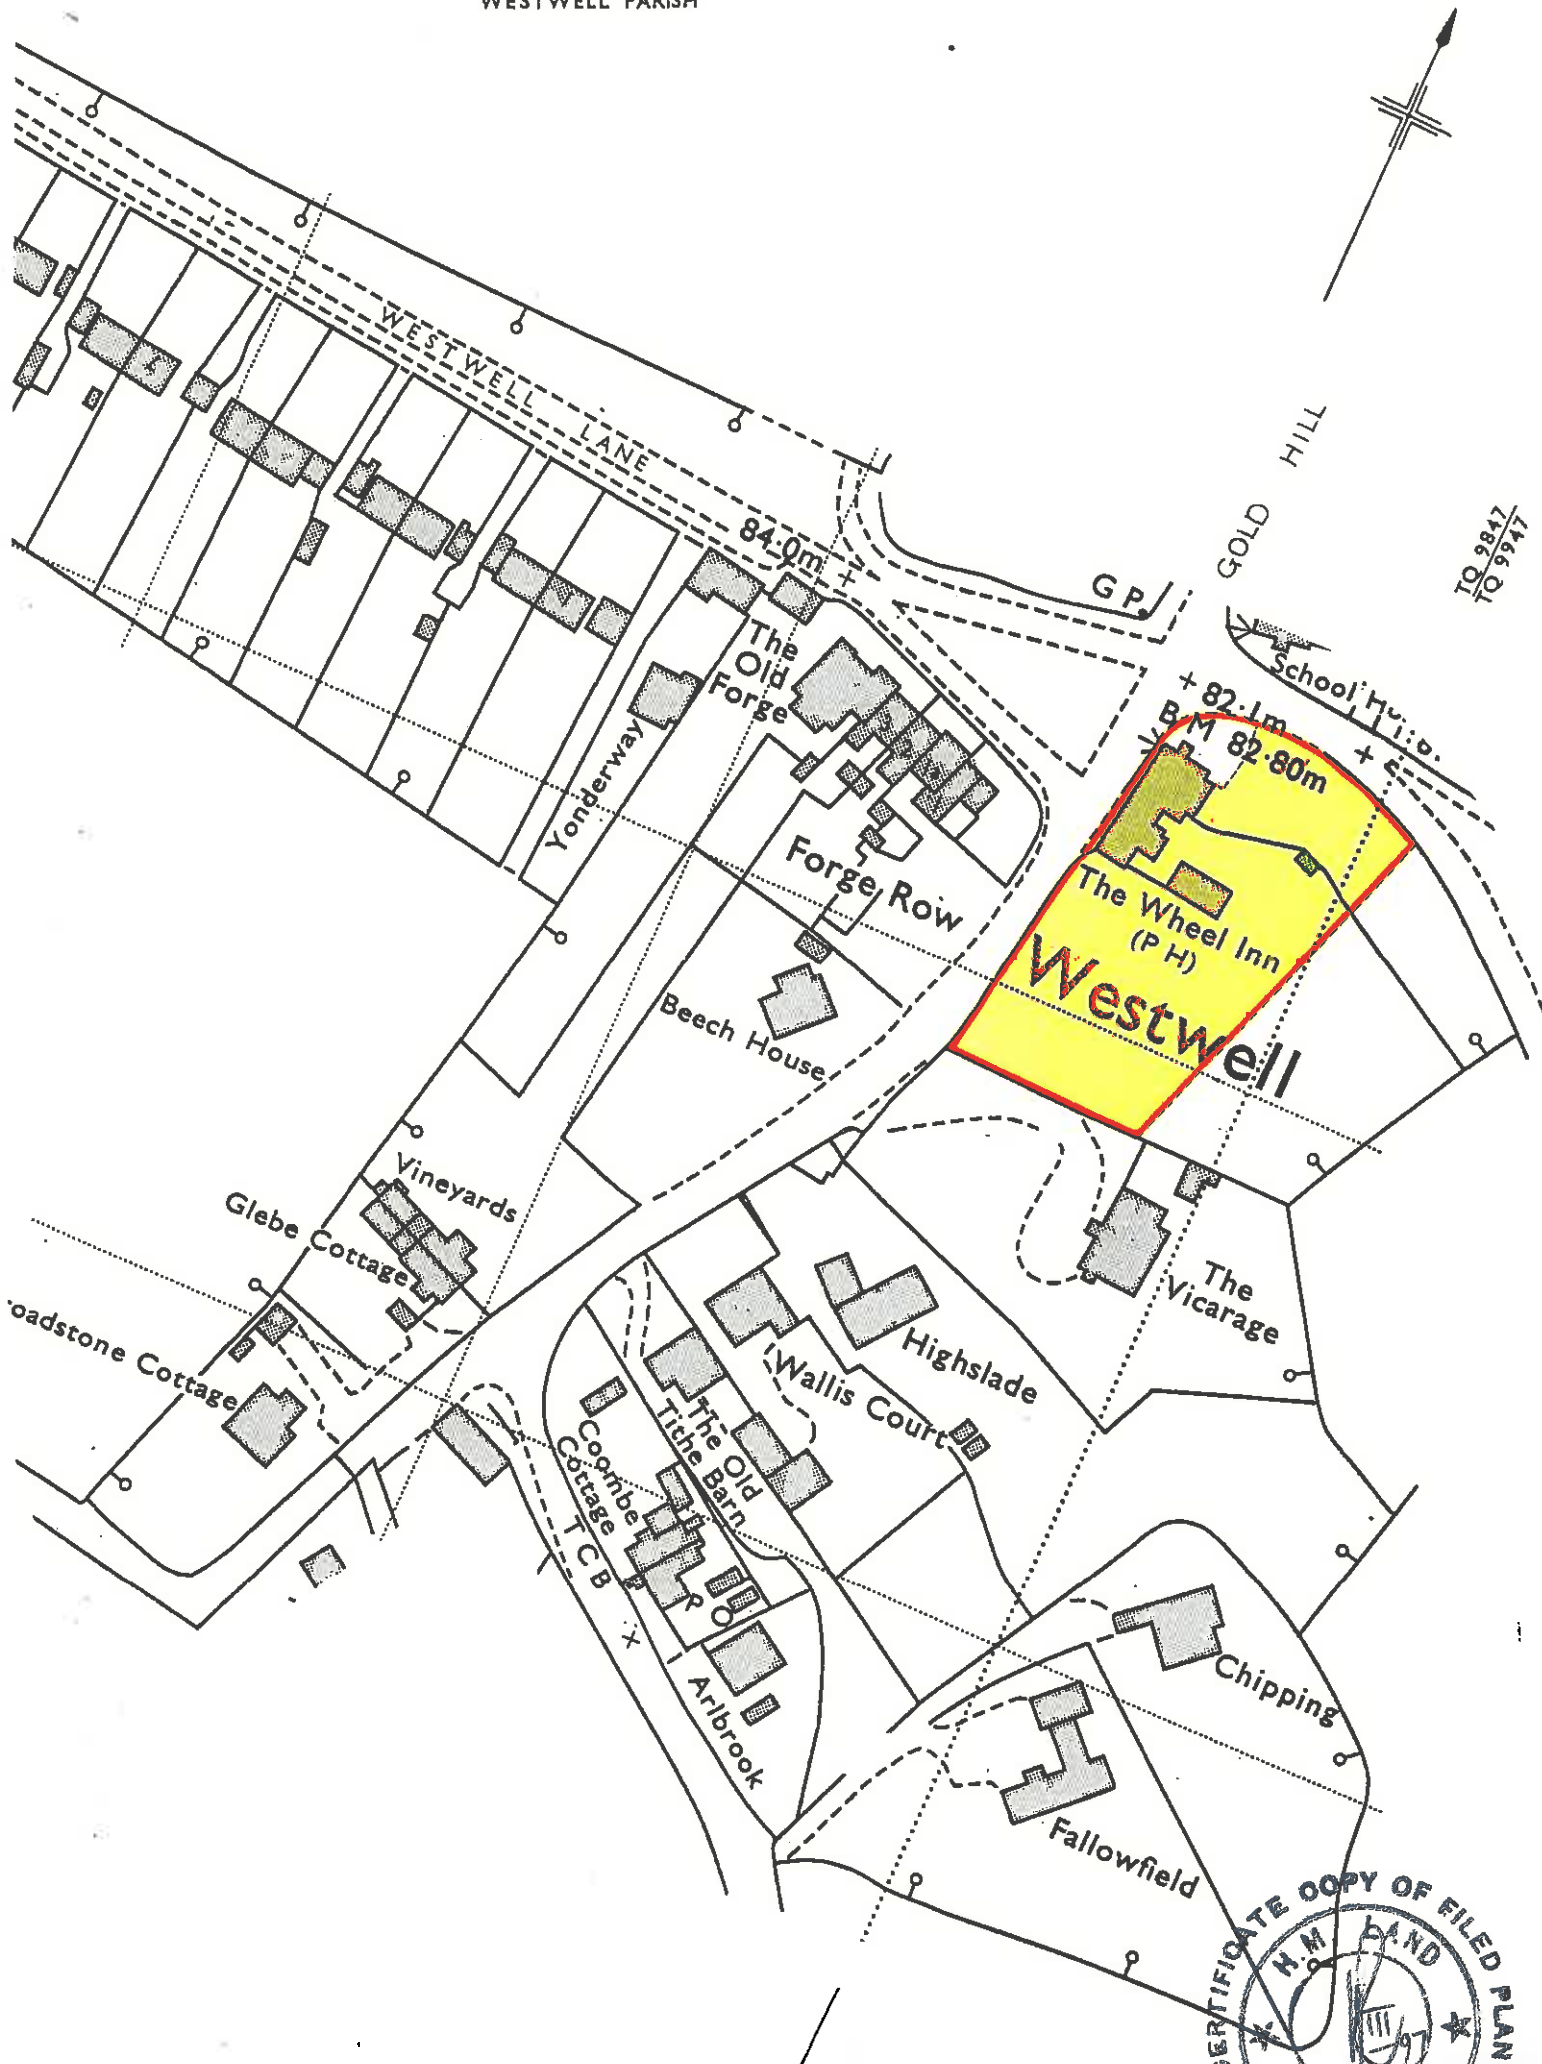 WESTWELL PARISH
WESTWELL LANE
GOLD HILL
TQ 9847
TQ 9947
84.0m
G P
School
+ 82.1m
B M 82.80m
The
Old
Forge
Yonderway
Forge Row
The Wheel Inn
(P H)
Westwell
Beech House
Vineyards
Glebe Cottage
oadstone Cottage
The
Vicarage
Highslade
Wallis Court
The Old
Tithe Barn
Coombe
Cottage
T C B
P O
Arlbrook
Chipping
Fallowfield
CERTIFICATE COPY OF FILED PLAN
H.M. LAND